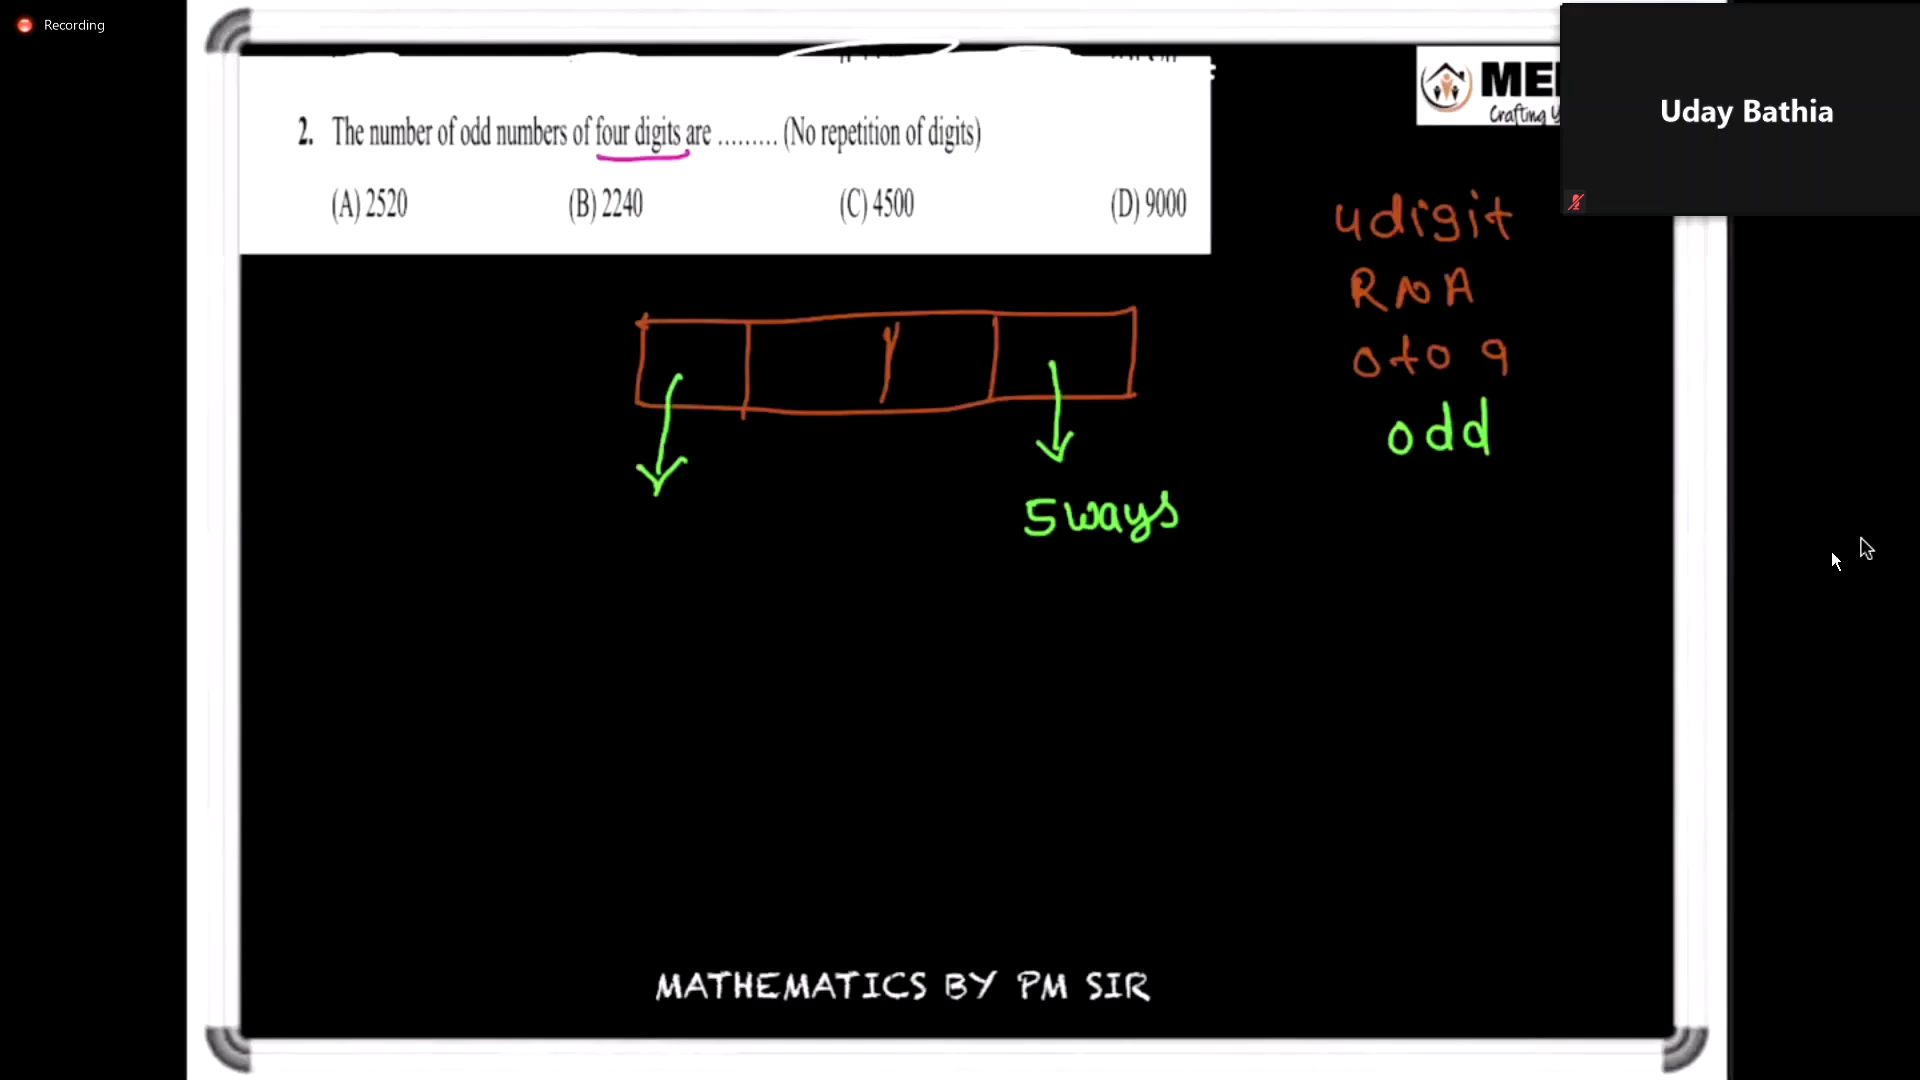 Recording
2. The number of odd numbers of four digits are ......... (No repetition of digits)
(A) 2520 (B) 2240 (C) 4500 (D) 9000
Crafting
Uday Bathia
4digit
RNA
0 to 9
odd
5ways
MATHEMATICS BY PM SIR